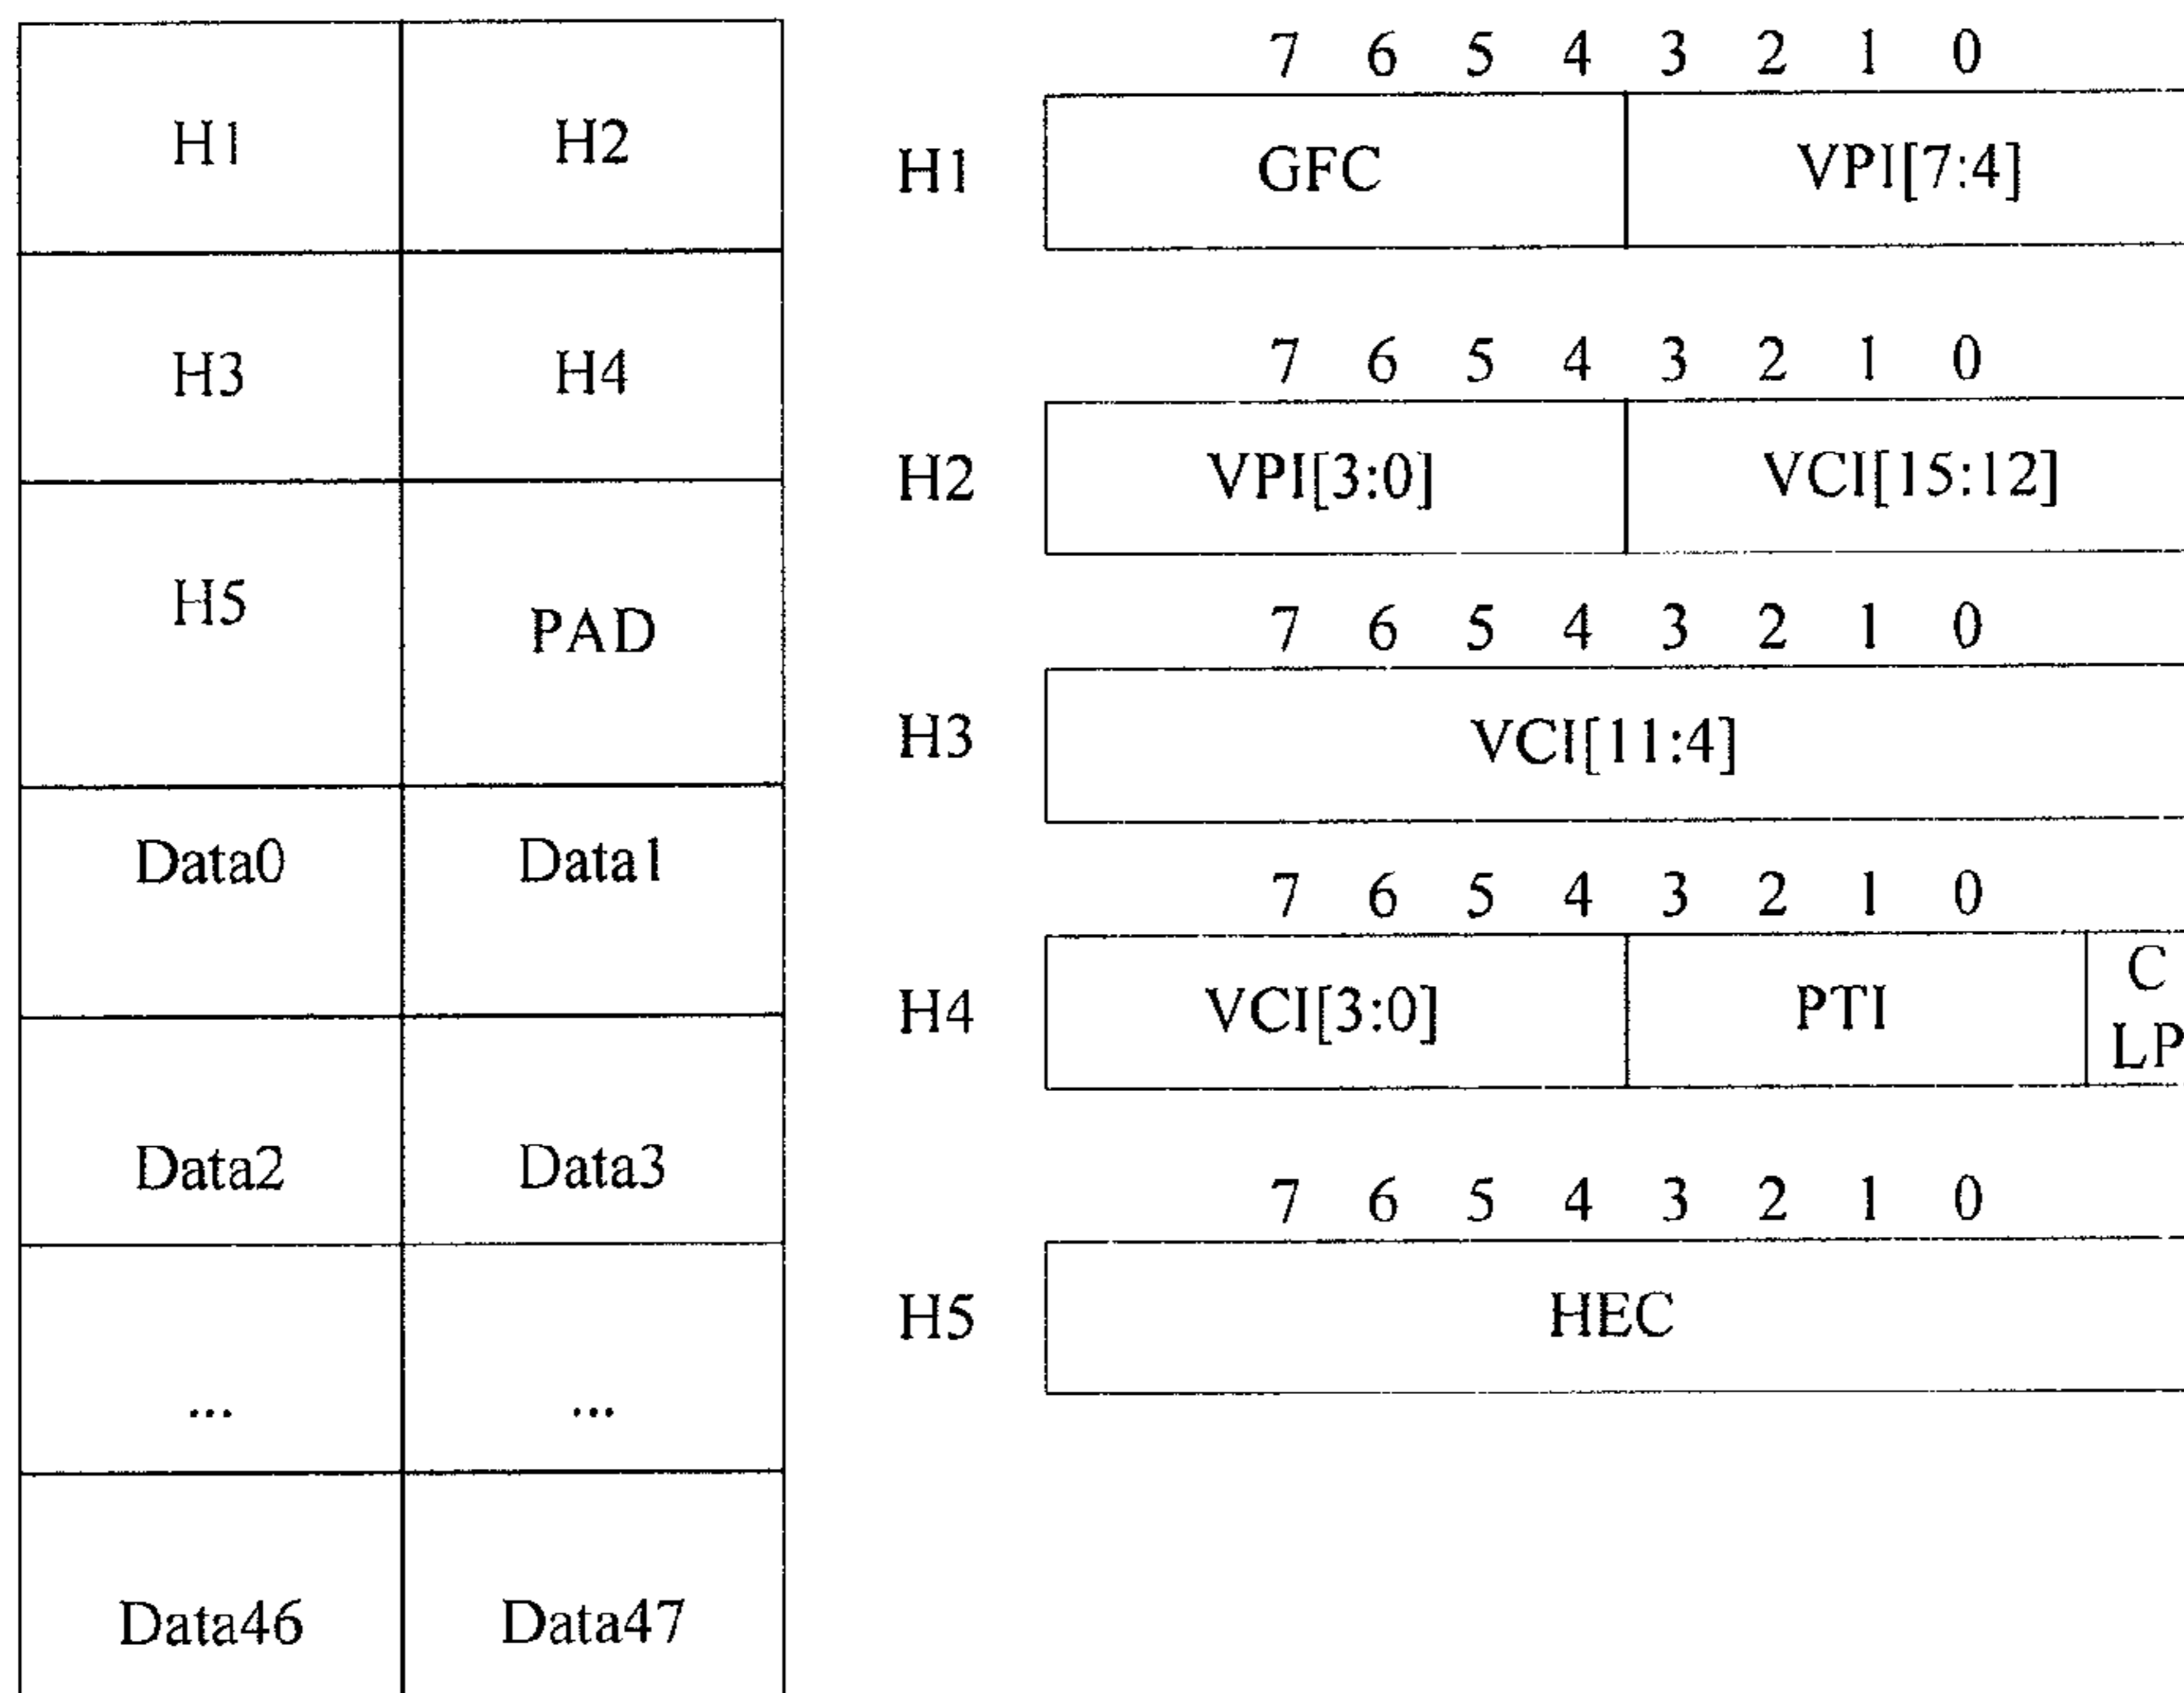 H1 H2
H3 H4
H5 PAD
Data0 Data1
Data2 Data3
... ...
Data46 Data47
7 6 5 4 3 2 1 0
H1 GFC VPI[7:4]
7 6 5 4 3 2 1 0
H2 VPI[3:0] VCI[15:12]
7 6 5 4 3 2 1 0
H3 VCI[11:4]
7 6 5 4 3 2 1 0
H4 VCI[3:0] PTI C
LP
7 6 5 4 3 2 1 0
H5 HEC